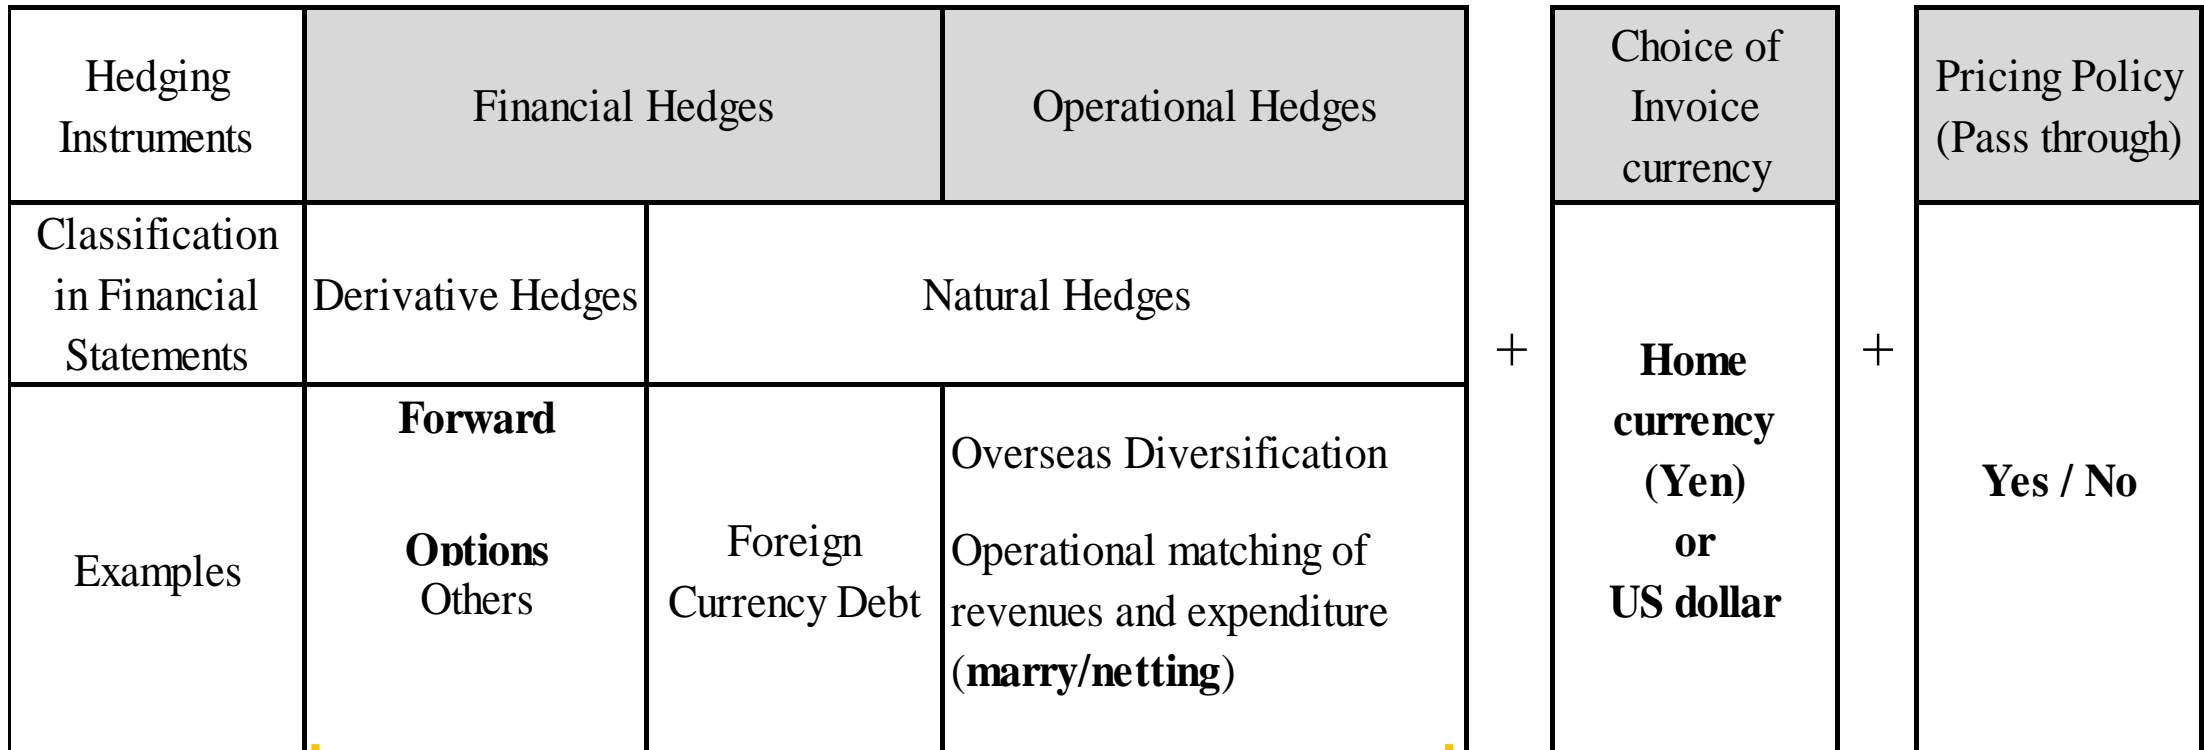 Hedging
Instruments
Financial Hedges
Operational Hedges
Choice of
Invoice
currency
Pricing Policy
(Pass through)
Classification
in Financial
Statements
Derivative Hedges
Natural Hedges
+
Home
currency
(Yen)
or
US dollar
+
Yes / No
Examples
Forward
Options
Others
Foreign
Currency Debt
Overseas Diversification
Operational matching of
revenues and expenditure
(marry/netting)